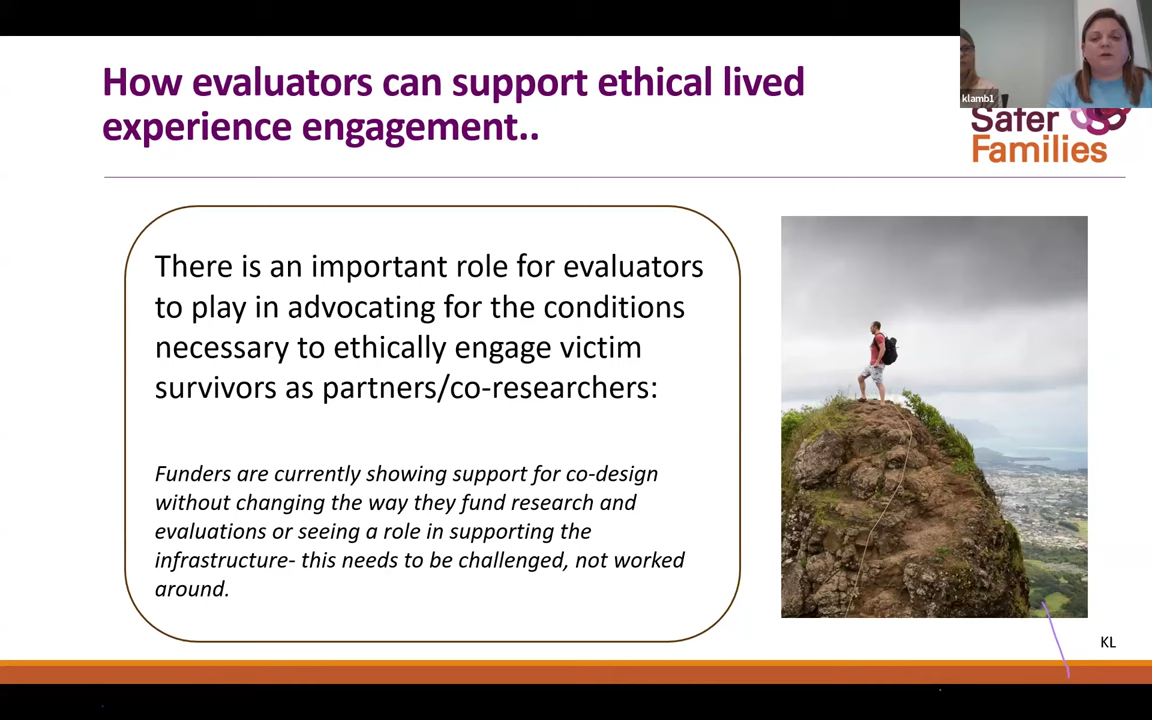 How evaluators can support ethical lived
experience engagement..
klamb1
Safer
Families
There is an important role for evaluators
to play in advocating for the conditions
necessary to ethically engage victim
survivors as partners/co-researchers:
Funders are currently showing support for co-design
without changing the way they fund research and
evaluations or seeing a role in supporting the
infrastructure- this needs to be challenged, not worked
around.
KL